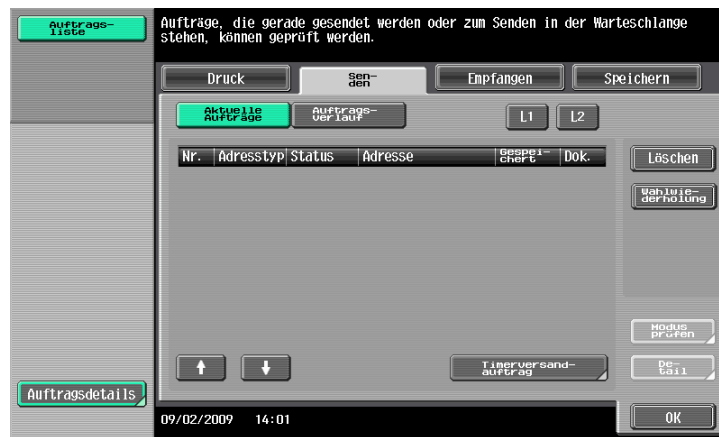 Auftrags-
liste
Aufträge, die gerade gesendet werden oder zum Senden in der Warteschlange
stehen, können geprüft werden.
Druck
Sen-
den
Empfangen
Speichern
Aktuelle
Aufträge
Auftrags-
verlauf
L1
L2
Nr. Adresstyp Status Adresse Gespei-
chert Dok.
Löschen
Wahlwie-
derholung
Modus
prüfen
Timerversand-
auftrag
De-
tail
Auftragsdetails
09/02/2009 14:01
OK